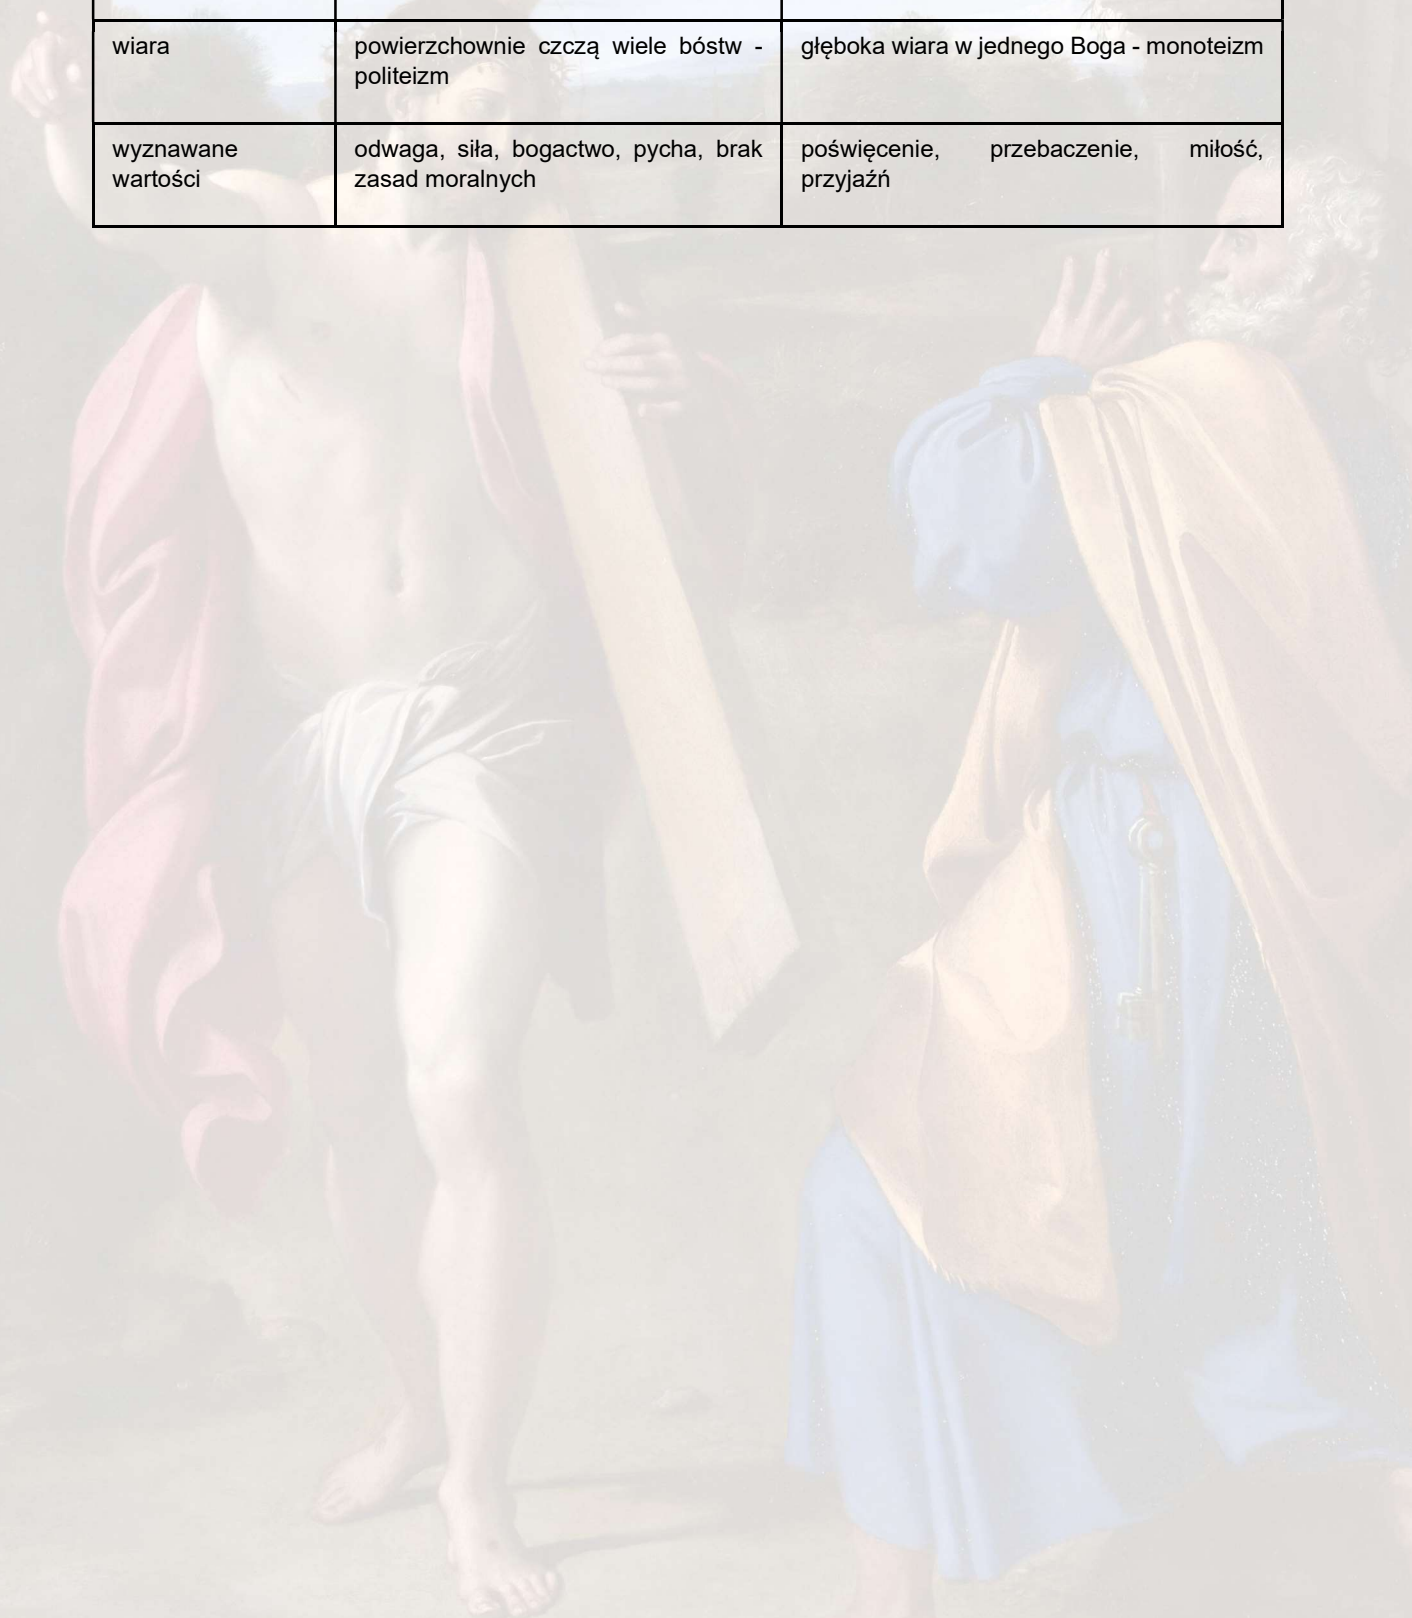 wiara
powierzchownie czczą wiele bóstw -
politeizm
głęboka wiara w jednego Boga - monoteizm
wyznawane
wartości
odwaga, siła, bogactwo, pycha, brak
zasad moralnych
poświęcenie, przebaczenie, miłość,
przyjaźń